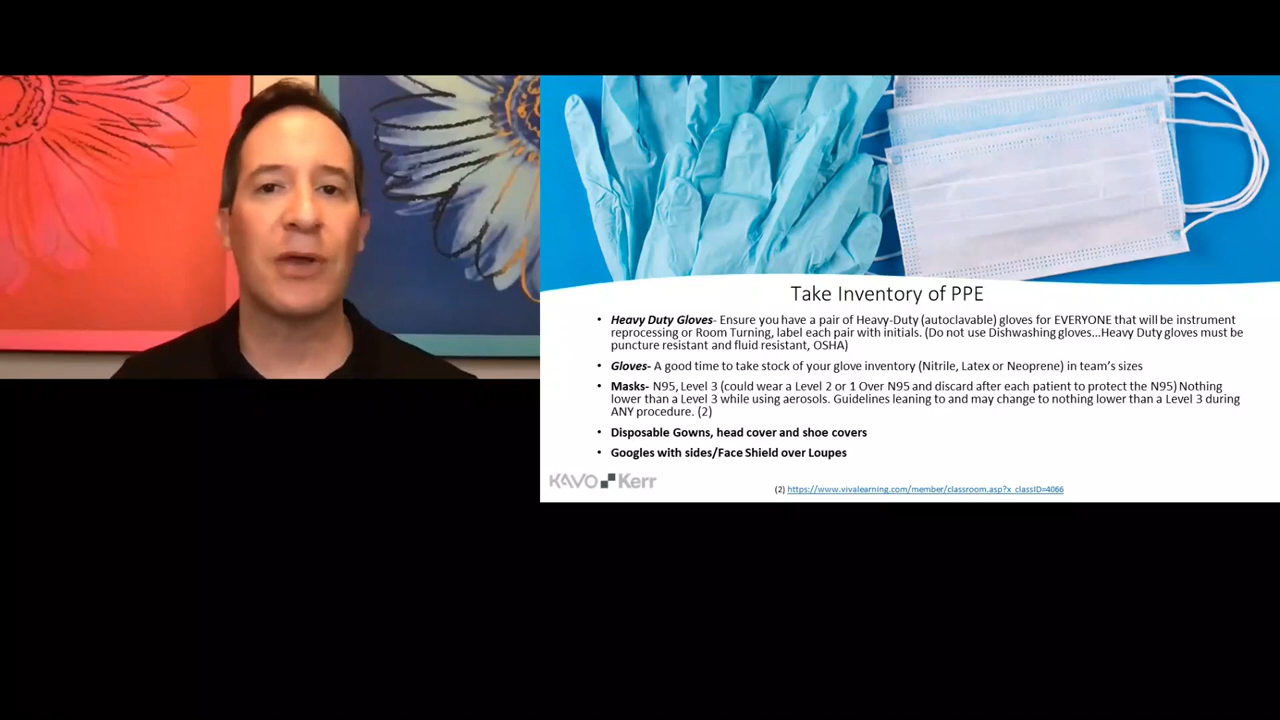 Take Inventory of PPE
• Heavy Duty Gloves- Ensure you have a pair of Heavy-Duty (autoclavable) gloves for EVERYONE that will be instrument
reprocessing or Room Turning, label each pair with initials. (Do not use Dishwashing gloves...Heavy Duty gloves must be
puncture resistant and fluid resistant, OSHA)
• Gloves- A good time to take stock of your glove inventory (Nitrile, Latex or Neoprene) in team's sizes
• Masks- N95, Level 3 (could wear a Level 2 or 1 Over N95 and discard after each patient to protect the N95) Nothing
lower than a Level 3 while using aerosols. Guidelines leaning to and may change to nothing lower than a Level 3 during
ANY procedure. (2)
• Disposable Gowns, head cover and shoe covers
• Googles with sides/Face Shield over Loupes
KAVO Kerr
(2) https://www.vivalearning.com/member/classroom.asp?x_classID=4066